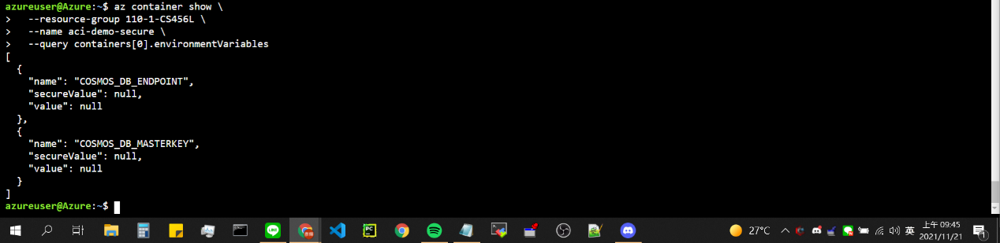 azureuser@Azure:~$ az container show \
>   --resource-group 110-1-CS456L \
>   --name aci-demo-secure \
>   --query containers[0].environmentVariables
[
  {
    "name": "COSMOS_DB_ENDPOINT",
    "secureValue": null,
    "value": null
  },
  {
    "name": "COSMOS_DB_MASTERKEY",
    "secureValue": null,
    "value": null
  }
]
azureuser@Azure:~$
27°C 英 上午 09:45
2021/11/21
1